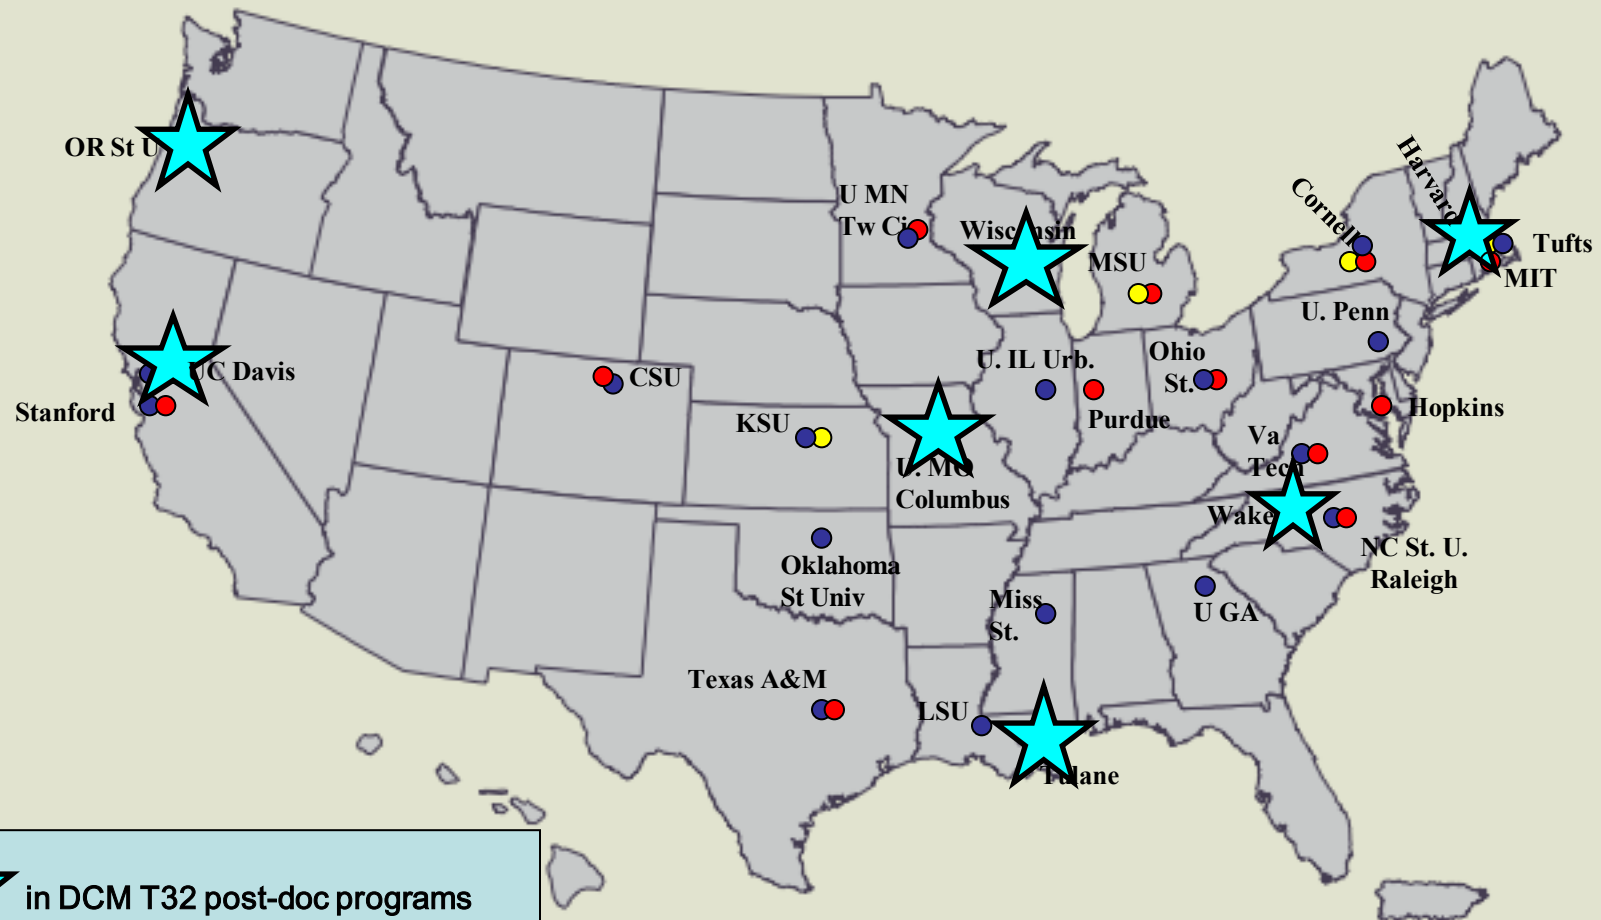 OR St U
Harvard
Cornell
U MN
Tw Ci
Wisconsin
Tufts
MSU
MIT
U. Penn
Ohio
St.
U. IL Urb.
UC Davis
CSU
Stanford
Hopkins
Purdue
KSU
Va
Tech
U. MO
Columbus
Wake
NC St. U.
Raleigh
Oklahoma
St Univ
Miss
St.
U GA
Texas A&M
LSU
Tulane
in DCM T32 post-doc programs